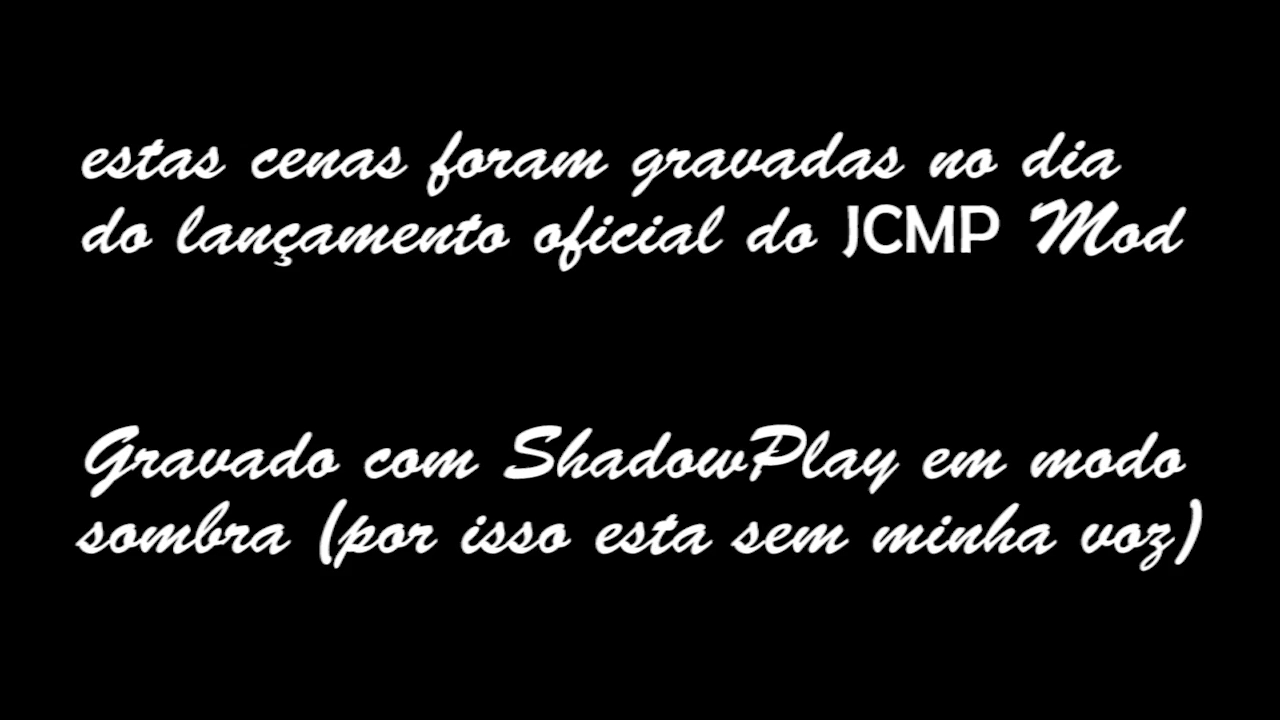 estas cenas foram gravadas no dia
do lançamento oficial do JCMP Mod
Gravado com ShadowPlay em modo
sombra (por isso esta sem minha voz)